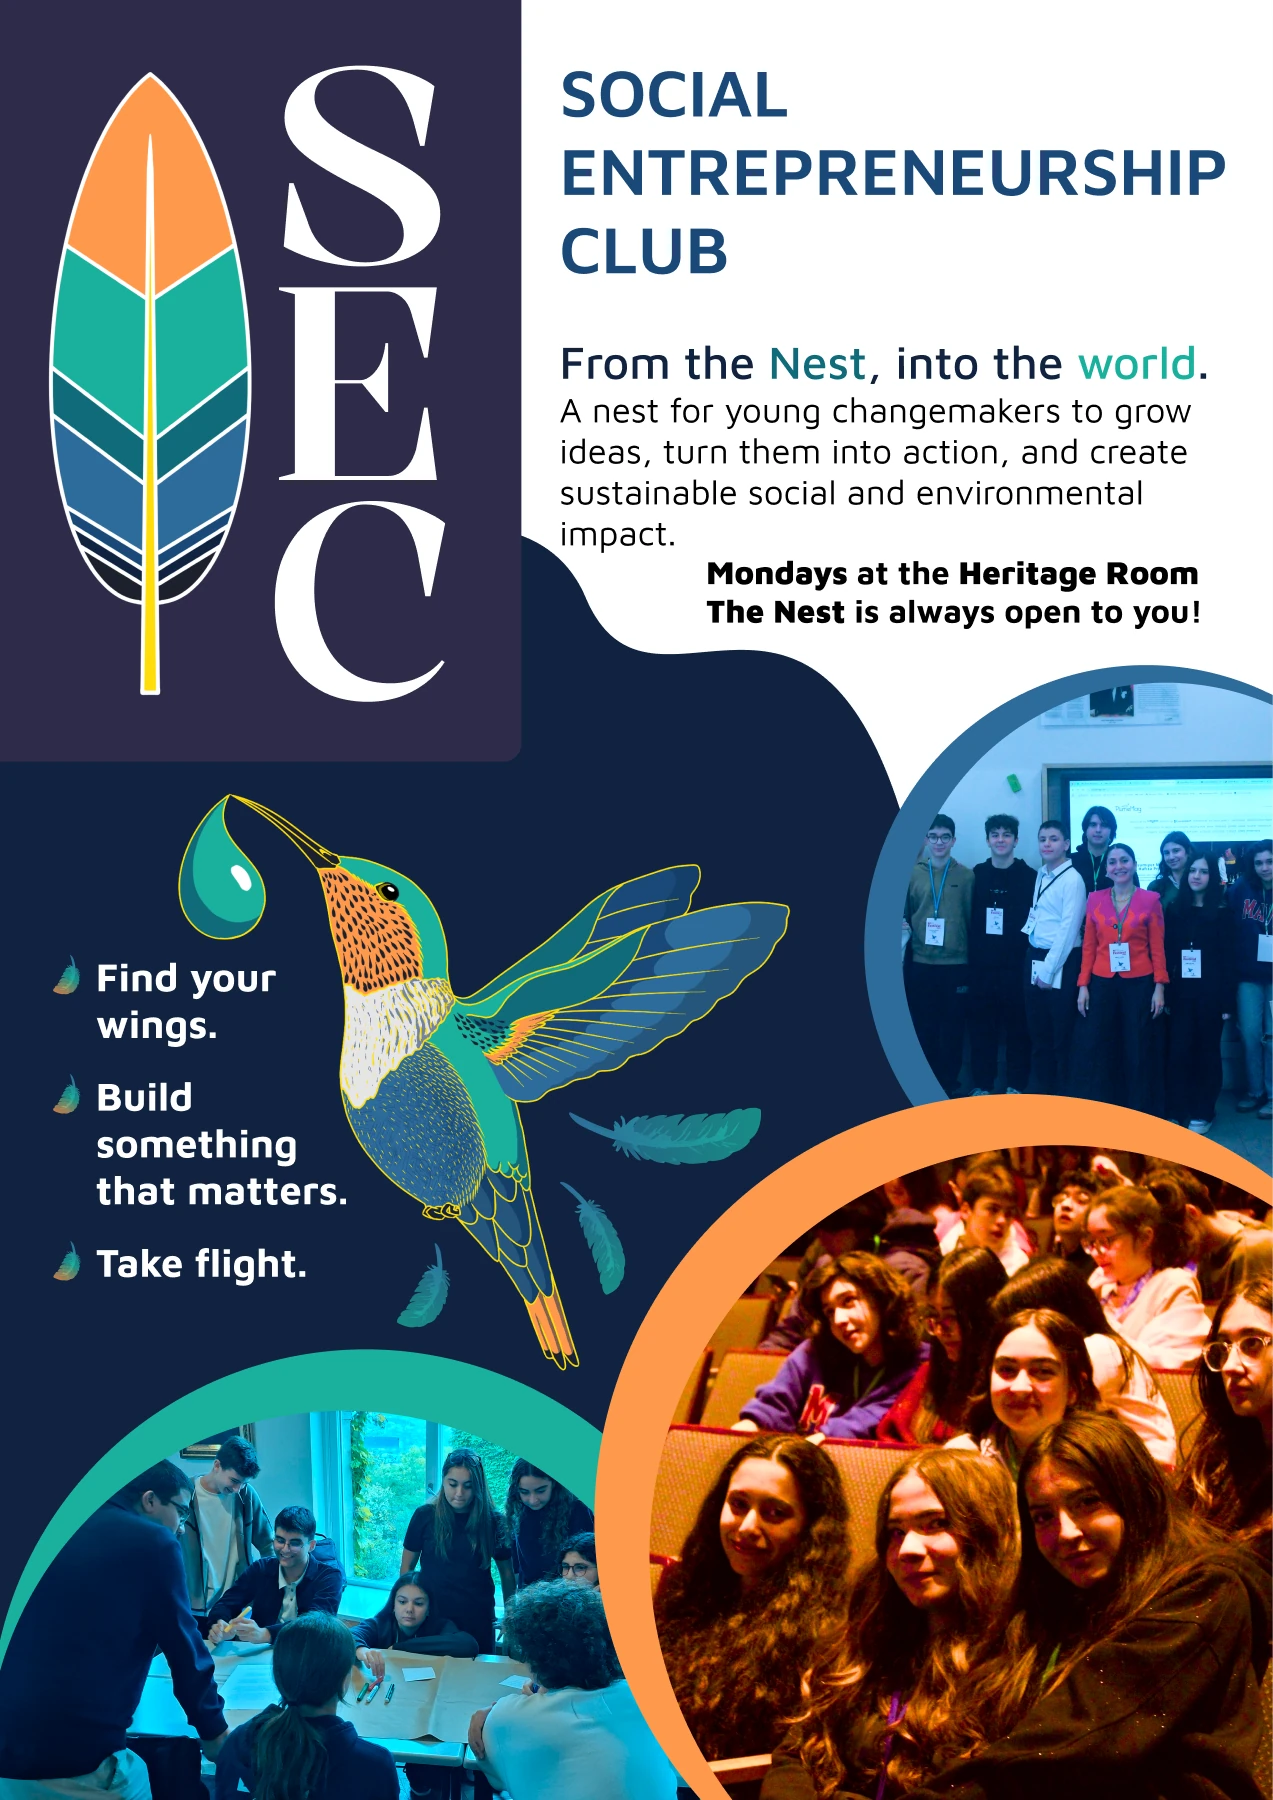 S
E
C
SOCIAL
ENTREPRENEURSHIP
CLUB
From the Nest, into the world.
A nest for young changemakers to grow
ideas, turn them into action, and create
sustainable social and environmental
impact.
Mondays at the Heritage Room
The Nest is always open to you!
Find your
wings.
Build
something
that matters.
Take flight.